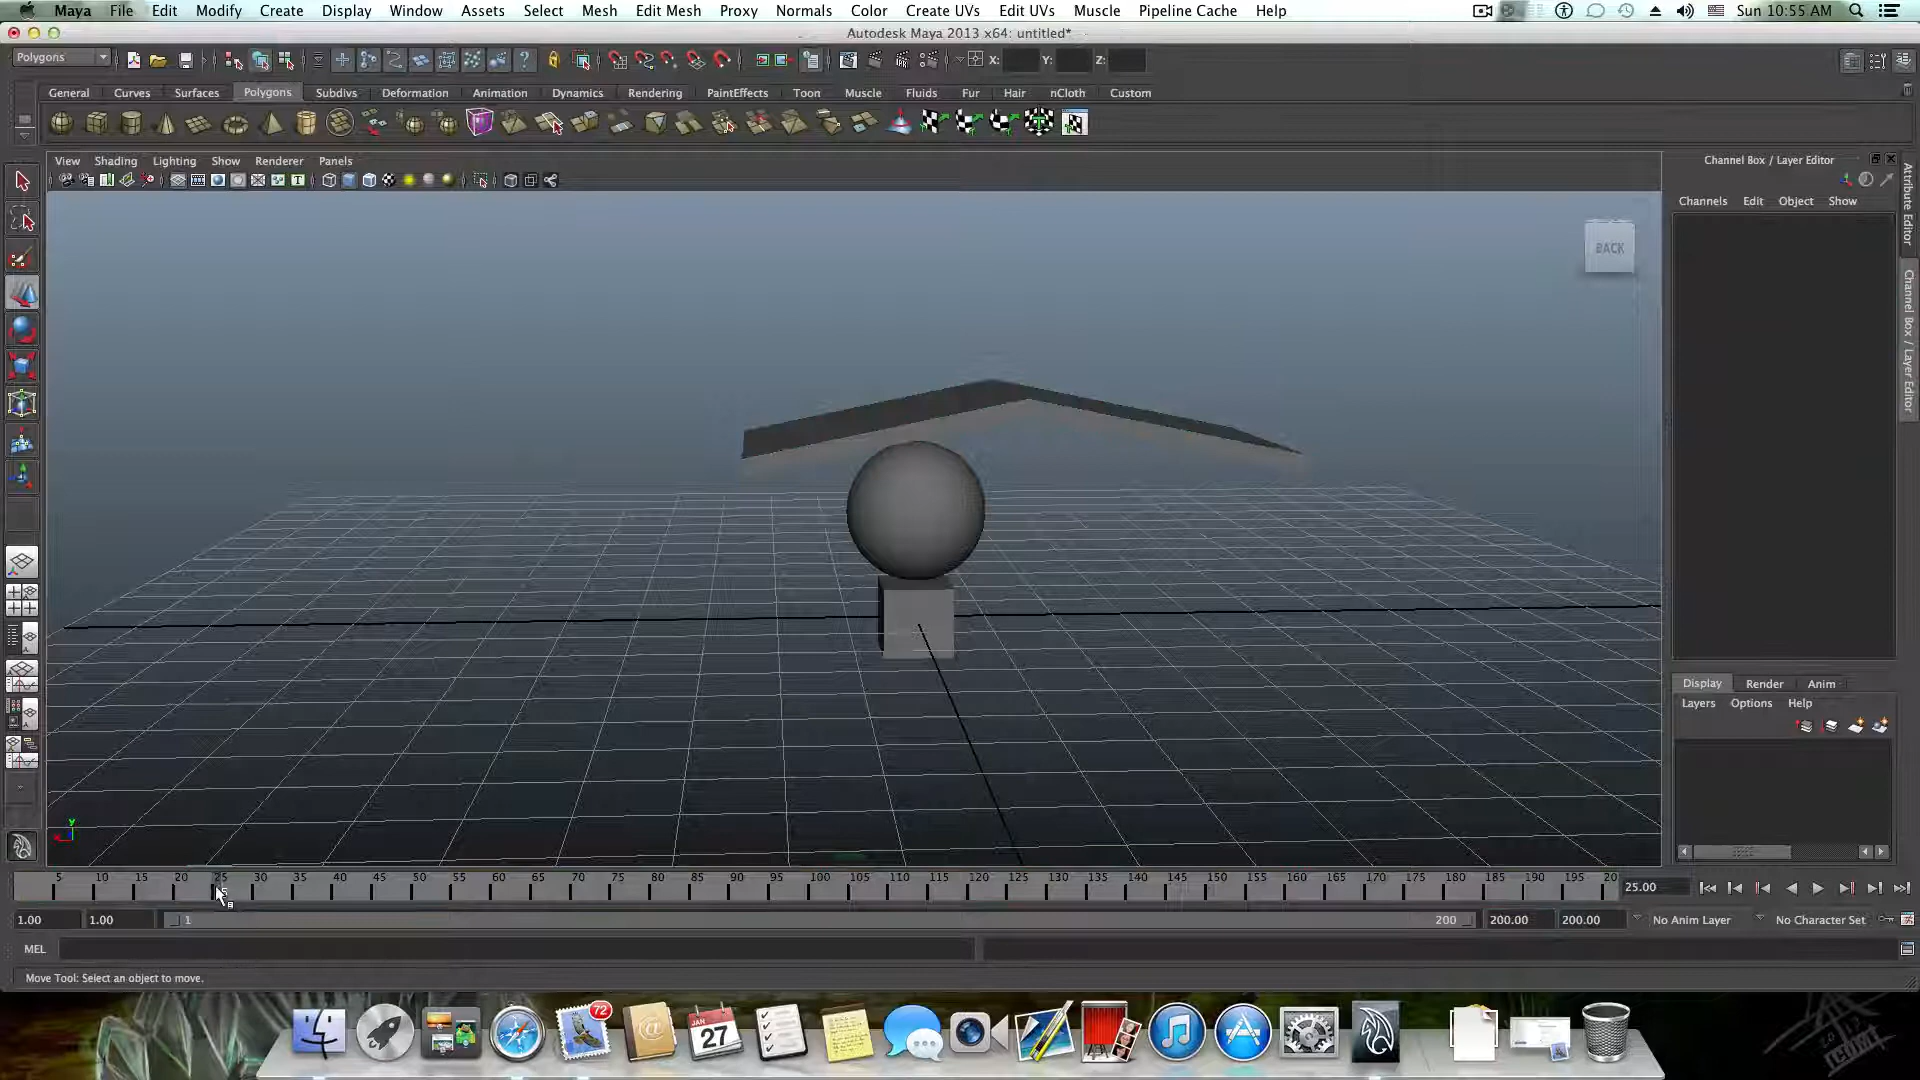 Maya File Edit Modify Create Display Window Assets Select Mesh Edit Mesh Proxy Normals Color Create UVs Edit UVs Muscle Pipeline Cache Help Sun 10:55 AM
Autodesk Maya 2013 x64: untitled*
Polygons X: Y: Z:
General Curves Surfaces Polygons Subdivs Deformation Animation Dynamics Rendering PaintEffects Toon Muscle Fluids Fur Hair nCloth Custom
View Shading Lighting Show Renderer Panels
Channel Box / Layer Editor
Channels Edit Object Show
Attribute Editor
Channel Box / Layer Editor
BACK
Display Render Anim
Layers Options Help
y
5 10 15 20 25 30 35 40 45 50 55 60 65 70 75 80 85 90 95 100 105 110 115 120 125 130 135 140 145 150 155 160 165 170 175 180 185 190 195 20 25.00
1.00 1.00 1 200 200.00 200.00 No Anim Layer No Character Set
MEL
Move Tool: Select an object to move.
72
JAN
27